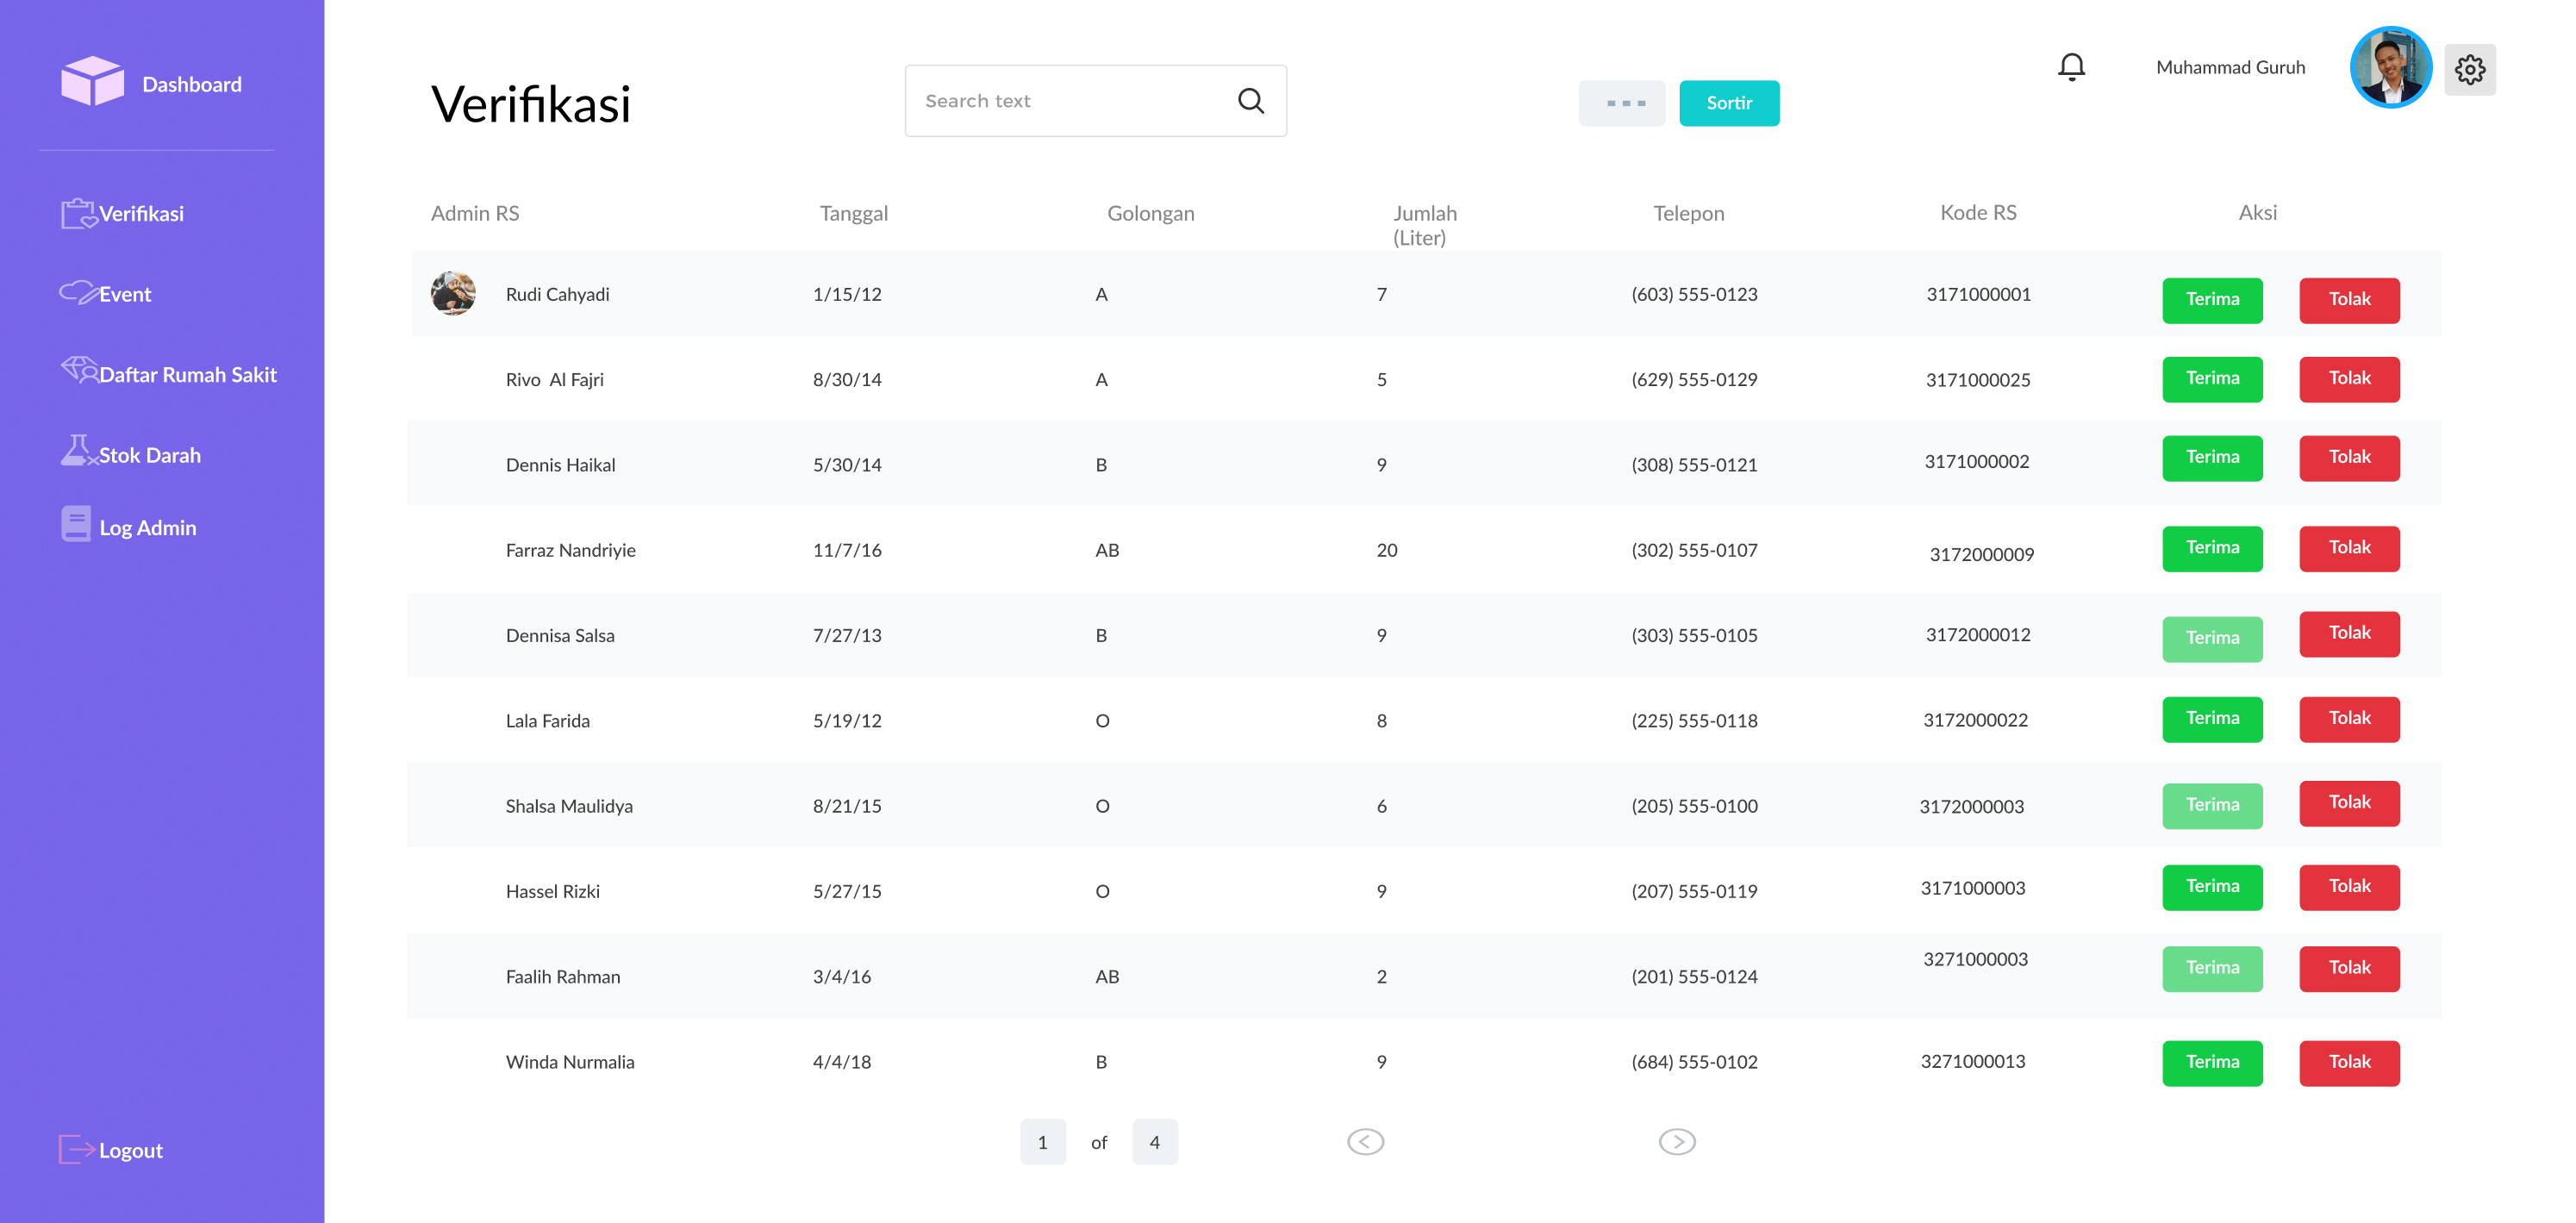 Dashboard
Verifikasi
Event
Daftar Rumah Sakit
Stok Darah
Log Admin
Logout
Verifikasi
Search text
Sortir
Muhammad Guruh
Admin RS Tanggal Golongan Jumlah (Liter) Telepon Kode RS Aksi
Rudi Cahyadi 1/15/12 A 7 (603) 555-0123 3171000001 Terima Tolak
Rivo Al Fajri 8/30/14 A 5 (629) 555-0129 3171000025 Terima Tolak
Dennis Haikal 5/30/14 B 9 (308) 555-0121 3171000002 Terima Tolak
Farraz Nandriyie 11/7/16 AB 20 (302) 555-0107 3172000009 Terima Tolak
Dennisa Salsa 7/27/13 B 9 (303) 555-0105 3172000012 Terima Tolak
Lala Farida 5/19/12 O 8 (225) 555-0118 3172000022 Terima Tolak
Shalsa Maulidya 8/21/15 O 6 (205) 555-0100 3172000003 Terima Tolak
Hassel Rizki 5/27/15 O 9 (207) 555-0119 3171000003 Terima Tolak
Faalih Rahman 3/4/16 AB 2 (201) 555-0124 3271000003 Terima Tolak
Winda Nurmalia 4/4/18 B 9 (684) 555-0102 3271000013 Terima Tolak
1 of 4